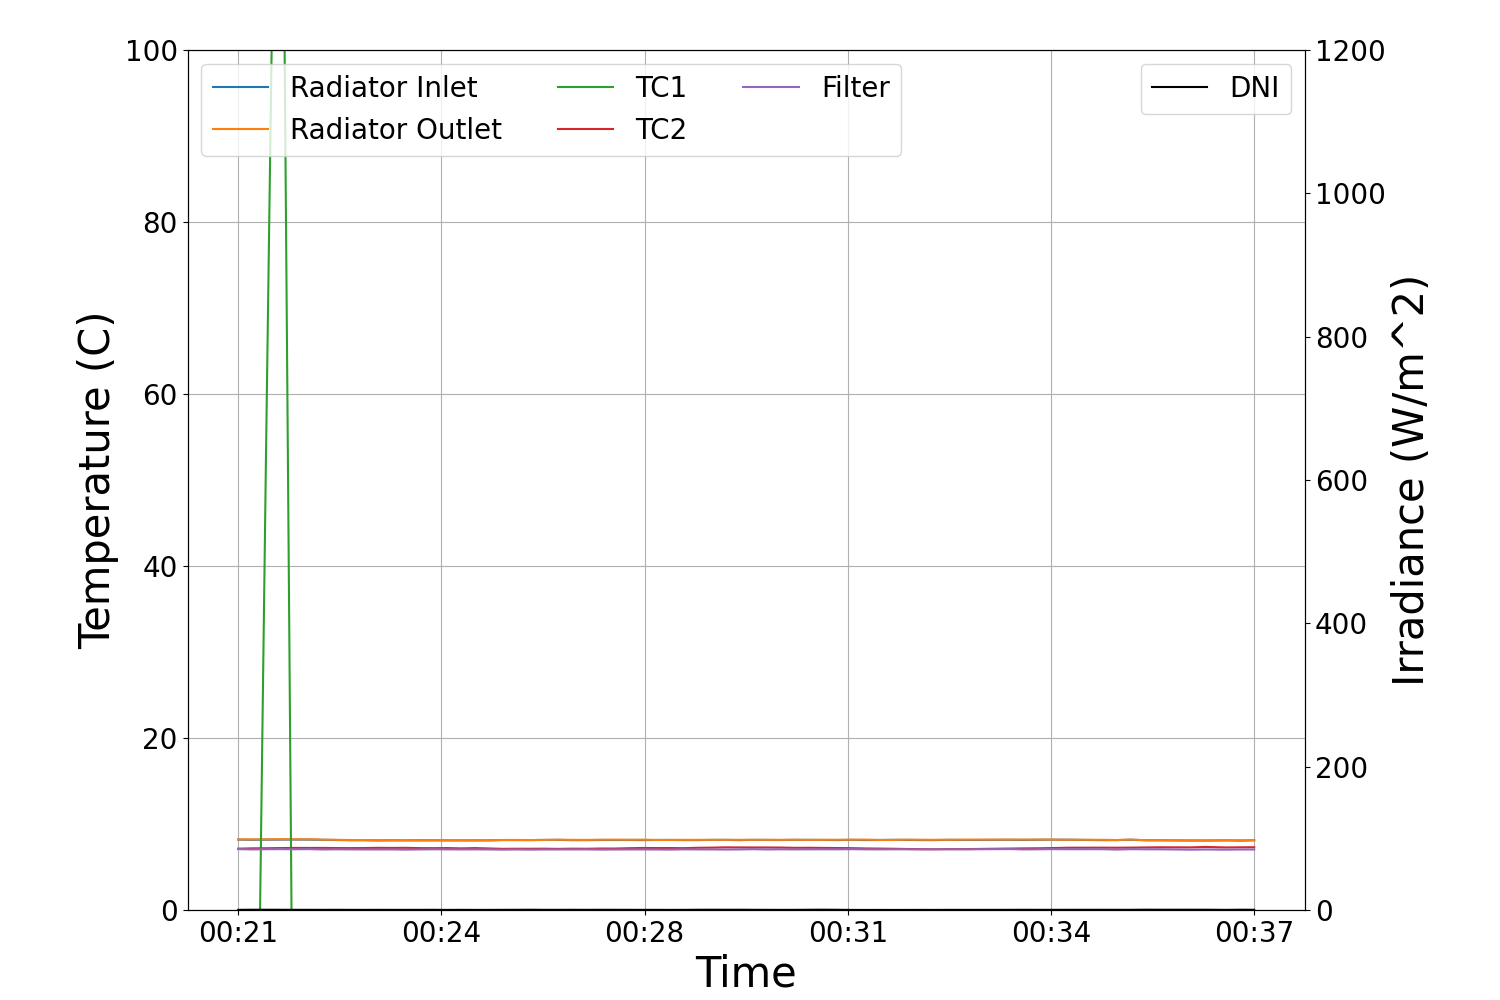 100
80
60
40
20
0
Temperature (C)
Radiator Inlet
Radiator Outlet
TC1
TC2
Filter
DNI
1200
1000
800
600
400
200
0
Irradiance (W/m^2)
00:21 00:24 00:28 00:31 00:34 00:37
Time